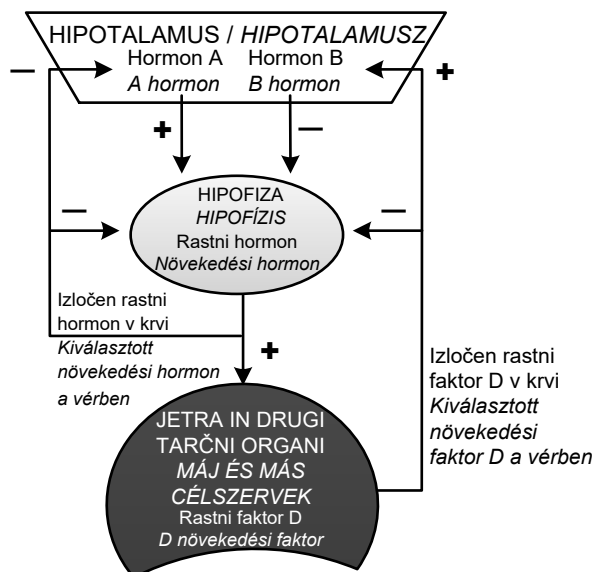 HIPOTALAMUS / HIPOTALAMUSZ
Hormon A Hormon B
A hormon B hormon
– +
+ –
HIPOFIZA
HIPOFÍZIS
Rastni hormon
Növekedési hormon
– –
Izločen rastni
hormon v krvi
Kiválasztott
növekedési hormon
a vérben
+
JETRA IN DRUGI
TARČNI ORGANI
MÁJ ÉS MÁS
CÉLSZERVEK
Rastni faktor D
D növekedési faktor
Izločen rastni
faktor D v krvi
Kiválasztott
növekedési
faktor D a vérben